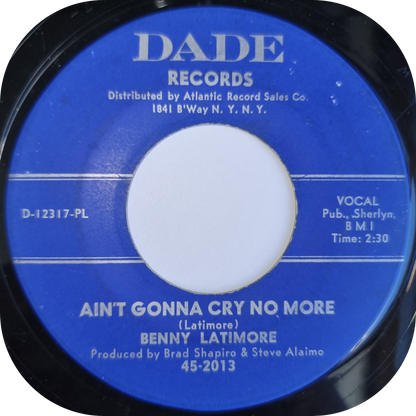 DADE
RECORDS
Distributed by Atlantic Record Sales Co.
1841 B'Way N. Y. N. Y.
D-12317-PL
VOCAL
Pub., Sherlyn,
B M I
Time: 2:30
AIN'T GONNA CRY NO MORE
(Latimore)
BENNY LATIMORE
Produced by Brad Shapiro & Steve Alaimo
45-2013